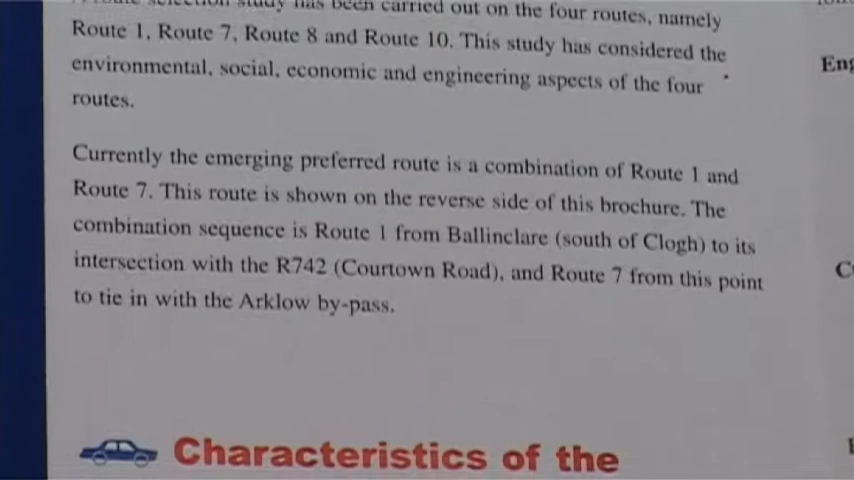 study has been carried out on the four routes, namely
Route 1, Route 7, Route 8 and Route 10. This study has considered the
environmental, social, economic and engineering aspects of the four
routes.
Currently the emerging preferred route is a combination of Route 1 and
Route 7. This route is shown on the reverse side of this brochure. The
combination sequence is Route 1 from Ballinclare (south of Clogh) to its
intersection with the R742 (Courtown Road), and Route 7 from this point
to tie in with the Arklow by-pass.
Characteristics of the